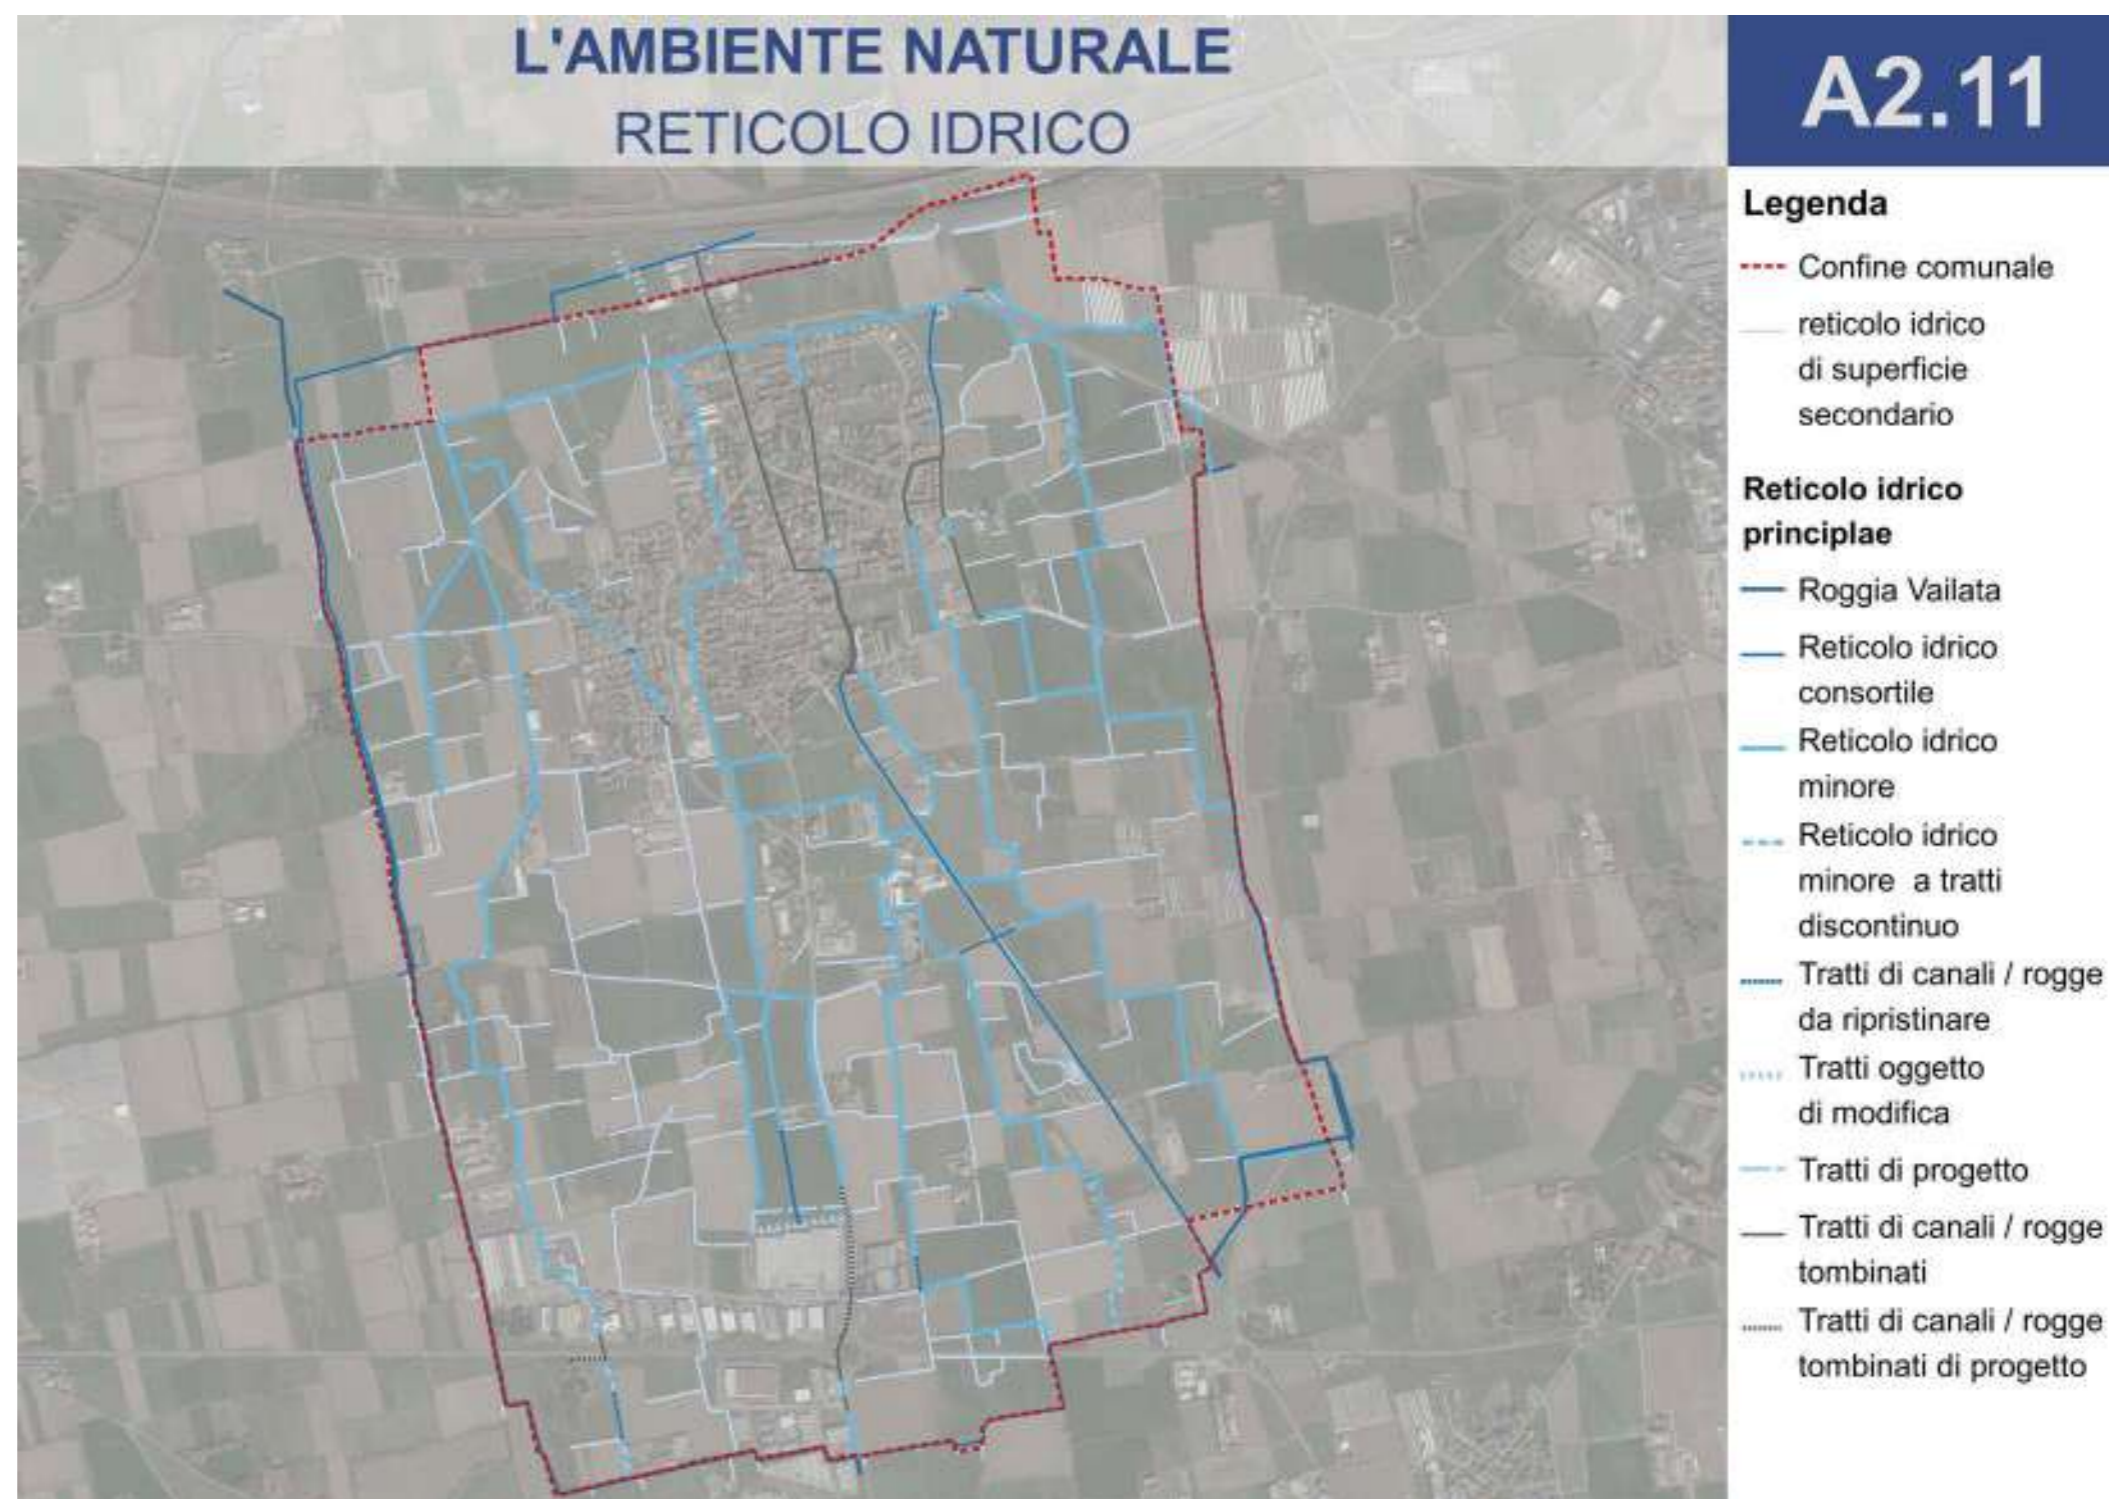 L'AMBIENTE NATURALE
RETICOLO IDRICO
A2.11
Legenda
Confine comunale
reticolo idrico
di superficie
secondario
Reticolo idrico
principlae
Roggia Vailata
Reticolo idrico
consortile
Reticolo idrico
minore
Reticolo idrico
minore a tratti
discontinuo
Tratti di canali / rogge
da ripristinare
Tratti oggetto
di modifica
Tratti di progetto
Tratti di canali / rogge
tombinati
Tratti di canali / rogge
tombinati di progetto